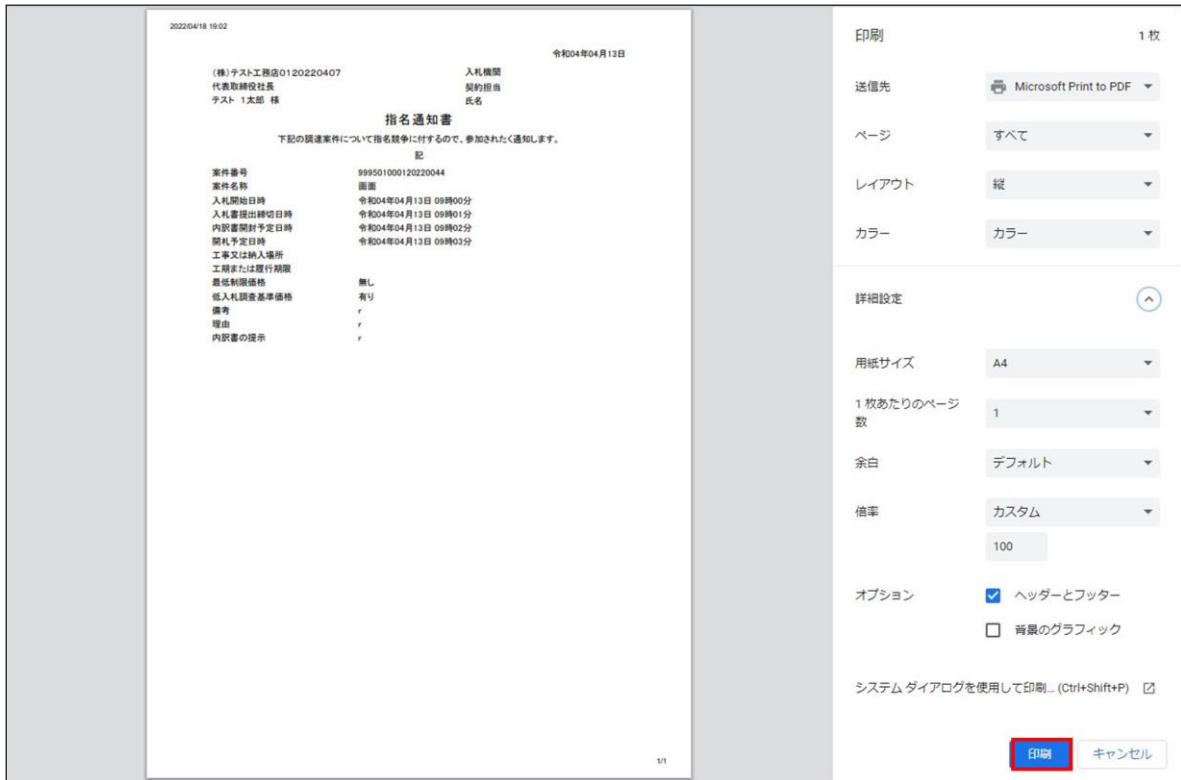 2022/04/18 19:02
令和04年04月13日
(株)テスト工務店0120220407 入札機関
代表取締役社長 契約担当
テスト 1太郎 様 氏名
指名通知書
下記の調達案件について指名競争に付するので、参加されたく通知します。
記
案件番号 999501000120220044
案件名称 画面
入札開始日時 令和04年04月13日 09時00分
入札書提出締切日時 令和04年04月13日 09時01分
内訳書開封予定日時 令和04年04月13日 09時02分
開札予定日時 令和04年04月13日 09時03分
工事又は納入場所
工期または履行期限
最低制限価格 無し
低入札調査基準価格 有り
備考 r
理由 r
内訳書の提示 r
1/1
印刷 1 枚
送信先 Microsoft Print to PDF
ページ すべて
レイアウト 縦
カラー カラー
詳細設定
用紙サイズ A4
1 枚あたりのページ
数 1
余白 デフォルト
倍率 カスタム
100
オプション ヘッダーとフッター
背景のグラフィック
システム ダイアログを使用して印刷... (Ctrl+Shift+P)
印刷 キャンセル